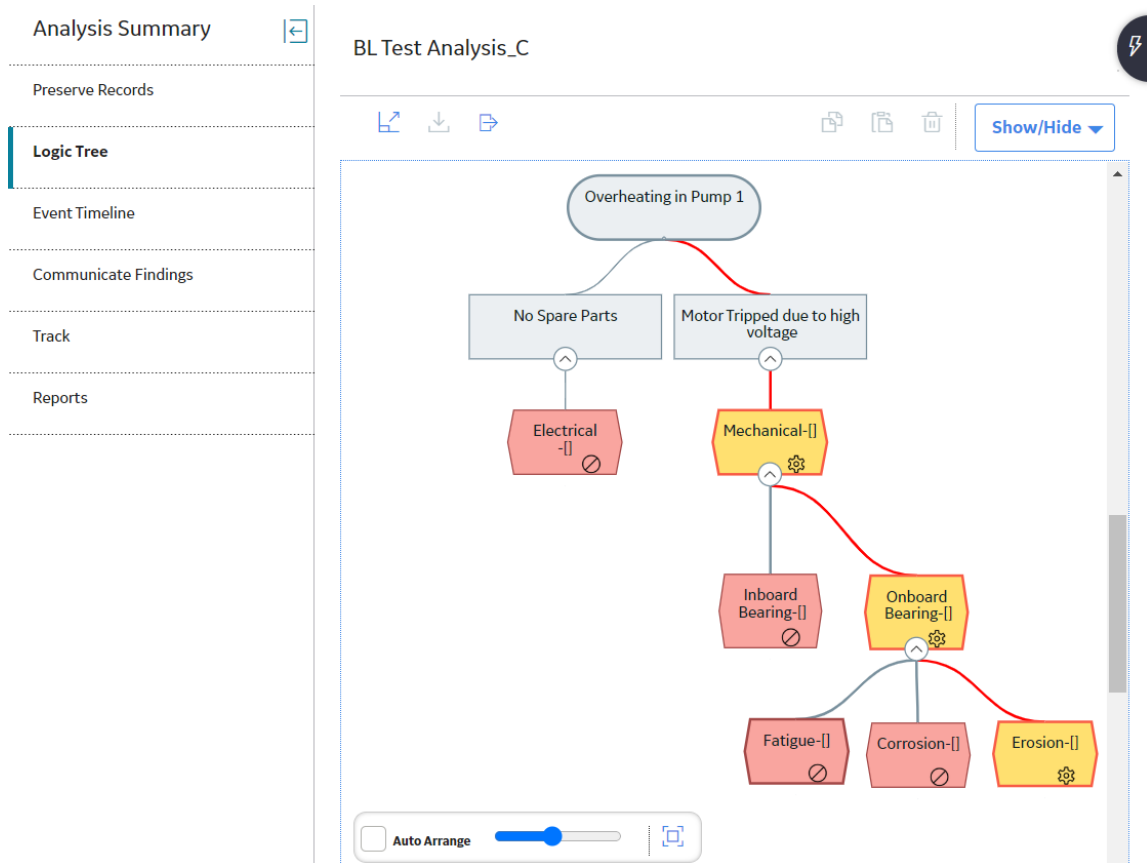 Analysis Summary
Preserve Records
Logic Tree
Event Timeline
Communicate Findings
Track
Reports
BL Test Analysis_C
Show/Hide
Overheating in Pump 1
No Spare Parts
Motor Tripped due to high
voltage
Electrical
-[]
Mechanical-[]
Inboard
Bearing-[]
Onboard
Bearing-[]
Fatigue-[]
Corrosion-[]
Erosion-[]
Auto Arrange